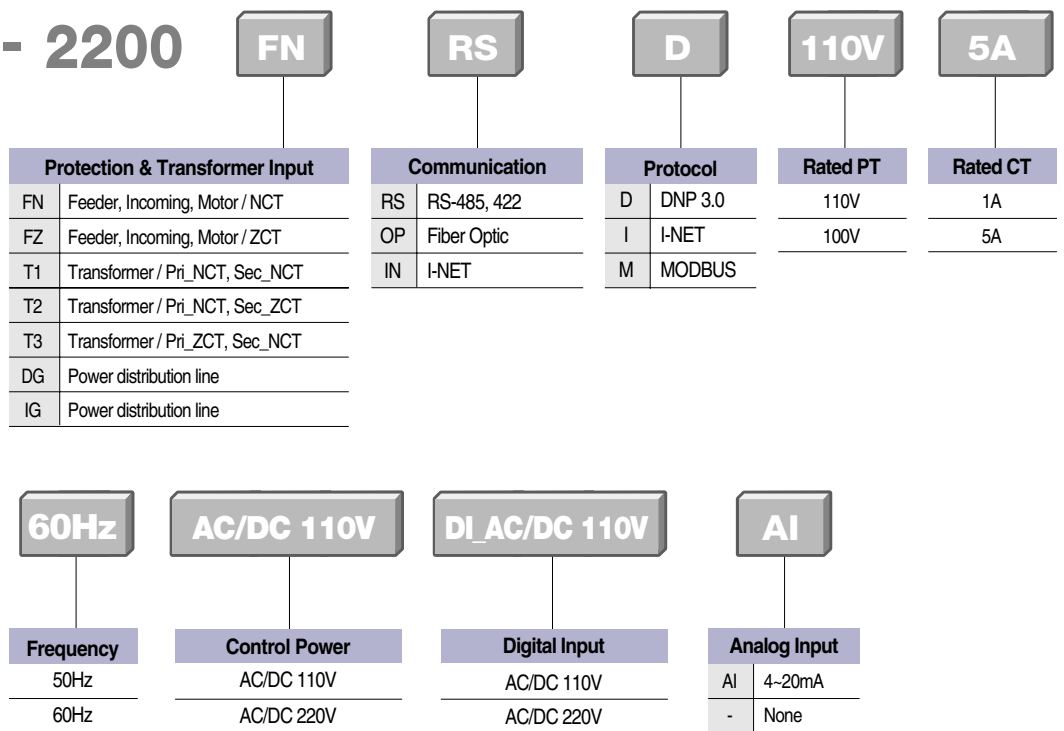 - 2200 FN RS D 110V 5A
Protection & Transformer Input
FN Feeder, Incoming, Motor / NCT
FZ Feeder, Incoming, Motor / ZCT
T1 Transformer / Pri_NCT, Sec_NCT
T2 Transformer / Pri_NCT, Sec_ZCT
T3 Transformer / Pri_ZCT, Sec_NCT
DG Power distribution line
IG Power distribution line
Communication
RS RS-485, 422
OP Fiber Optic
IN I-NET
Protocol
D DNP 3.0
I I-NET
M MODBUS
Rated PT
110V
100V
Rated CT
1A
5A
60Hz AC/DC 110V DI_AC/DC 110V AI
Frequency
50Hz
60Hz
Control Power
AC/DC 110V
AC/DC 220V
Digital Input
AC/DC 110V
AC/DC 220V
Analog Input
AI 4~20mA
- None